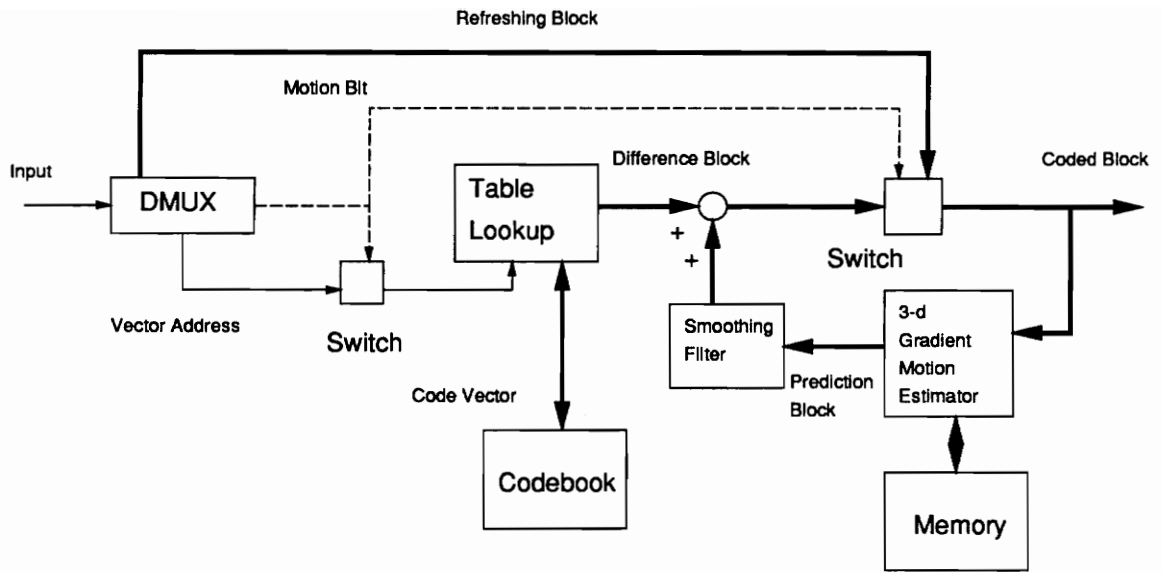 Refreshing Block
Motion Bit
Input
DMUX
Table
Lookup
Difference Block
Coded Block
+
+
Switch
Vector Address
Switch
Smoothing
Filter
3-d
Gradient
Motion
Estimator
Prediction
Block
Code Vector
Codebook
Memory